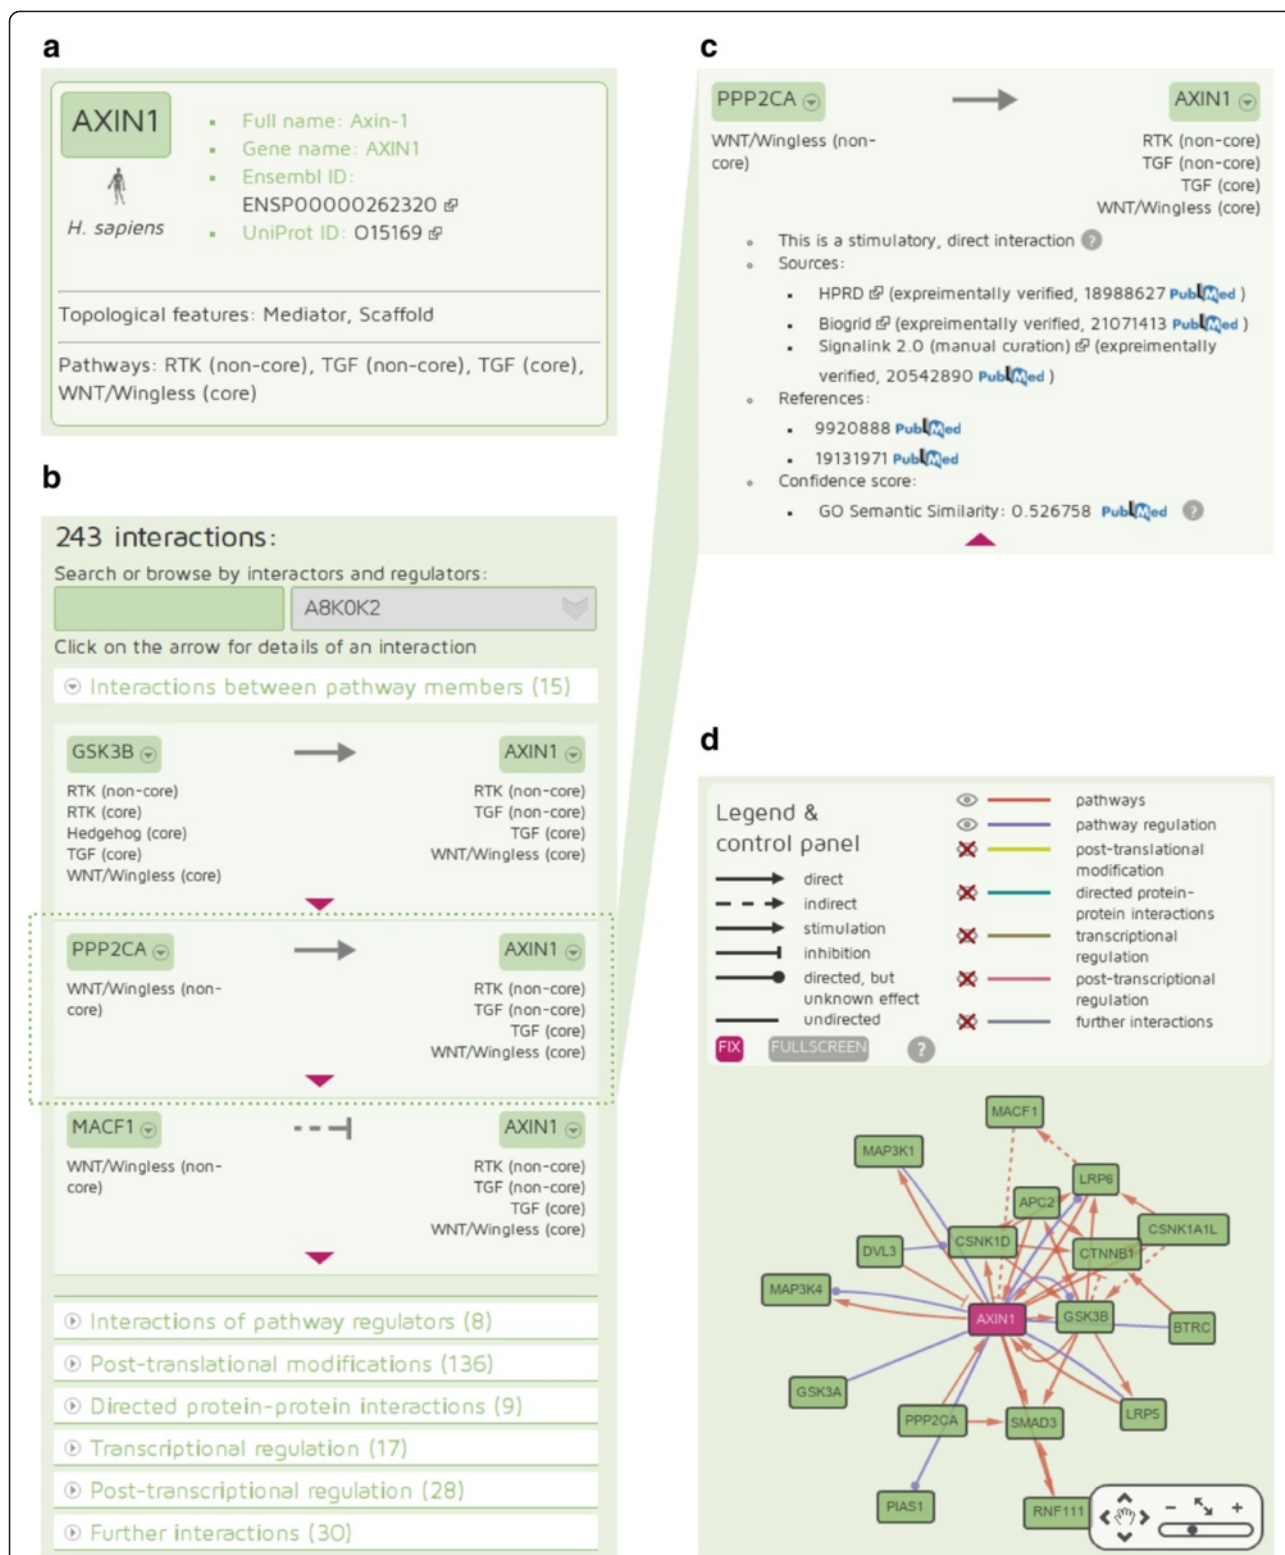 a
AXIN1
H. sapiens
Full name: Axin-1
Gene name: AXIN1
Ensembl ID:
ENSP00000262320
UniProt ID: O15169
Topological features: Mediator, Scaffold
Pathways: RTK (non-core), TGF (non-core), TGF (core),
WNT/Wingless (core)
b
243 interactions:
Search or browse by interactors and regulators:
A8K0K2
Click on the arrow for details of an interaction
Interactions between pathway members (15)
GSK3B AXIN1
RTK (non-core) RTK (non-core)
RTK (core) TGF (non-core)
Hedgehog (core) TGF (core)
TGF (core) WNT/Wingless (core)
WNT/Wingless (core)
PPP2CA AXIN1
WNT/Wingless (non- RTK (non-core)
core) TGF (non-core)
TGF (core)
WNT/Wingless (core)
MACF1 AXIN1
WNT/Wingless (non- RTK (non-core)
core) TGF (non-core)
TGF (core)
WNT/Wingless (core)
Interactions of pathway regulators (8)
Post-translational modifications (136)
Directed protein-protein interactions (9)
Transcriptional regulation (17)
Post-transcriptional regulation (28)
Further interactions (30)
c
PPP2CA AXIN1
WNT/Wingless (non- RTK (non-core)
core) TGF (non-core)
TGF (core)
WNT/Wingless (core)
This is a stimulatory, direct interaction ?
Sources:
HPRD (expreimentally verified, 18988627 PubMed )
Biogrid (expreimentally verified, 21071413 PubMed )
Signalink 2.0 (manual curation) (expreimentally
verified, 20542890 PubMed )
References:
9920888 PubMed
19131971 PubMed
Confidence score:
GO Semantic Similarity: 0.526758 PubMed ?
d
Legend &
control panel
direct
indirect
stimulation
inhibition
directed, but
unknown effect
undirected
FIX FULLSCREEN ?
pathways
pathway regulation
post-translational
modification
directed protein-
protein interactions
transcriptional
regulation
post-transcriptional
regulation
further interactions
MACF1
MAP3K1
LRP6
APC2
CSNK1A1L
CSNK1D
DVL3
CTNNB1
MAP3K4
AXIN1
GSK3B
BTRC
GSK3A
PPP2CA
SMAD3
LRP5
PIAS1
RNF111
- +